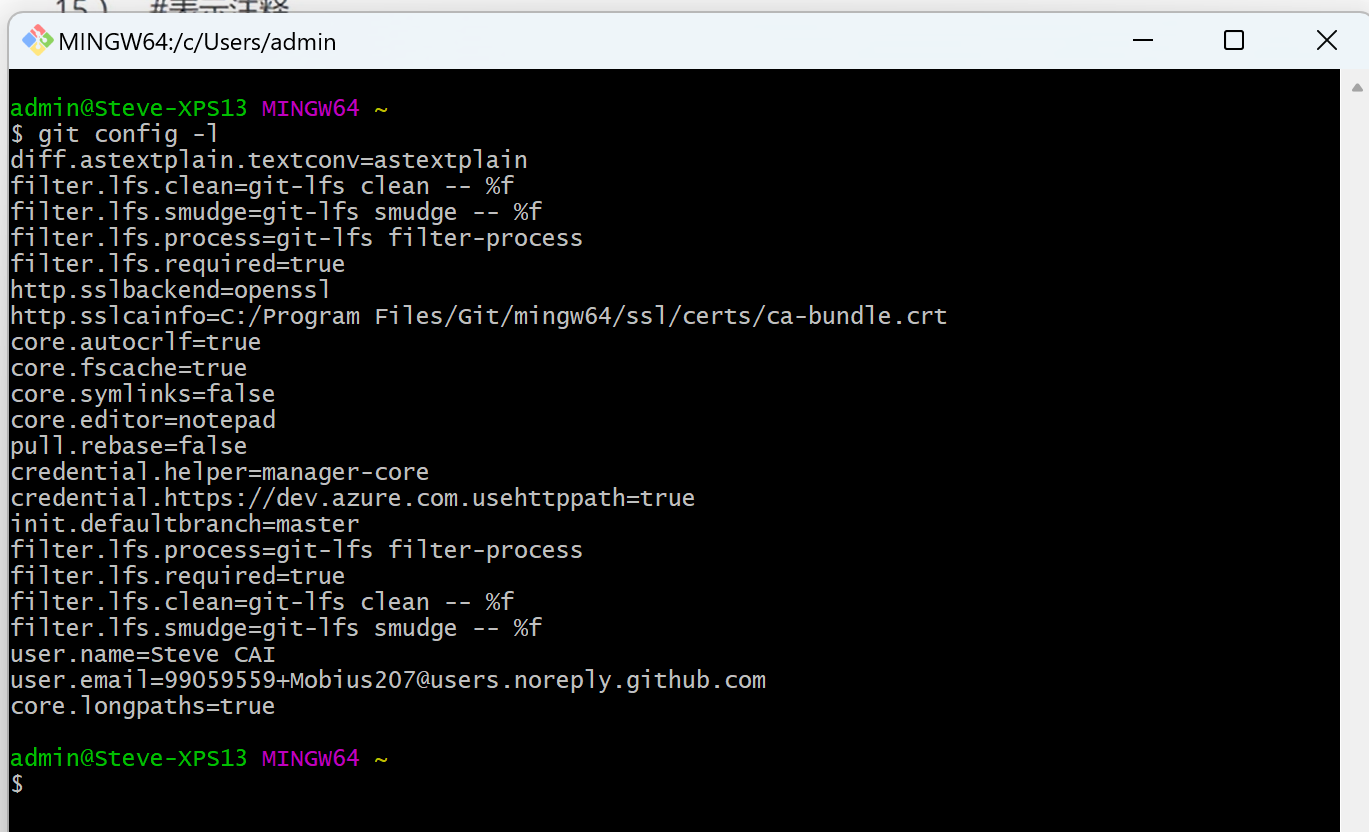 15） #表示注释
MINGW64:/c/Users/admin
admin@Steve-XPS13 MINGW64 ~
$ git config -l
diff.astextplain.textconv=astextplain
filter.lfs.clean=git-lfs clean -- %f
filter.lfs.smudge=git-lfs smudge -- %f
filter.lfs.process=git-lfs filter-process
filter.lfs.required=true
http.sslbackend=openssl
http.sslcainfo=C:/Program Files/Git/mingw64/ssl/certs/ca-bundle.crt
core.autocrlf=true
core.fscache=true
core.symlinks=false
core.editor=notepad
pull.rebase=false
credential.helper=manager-core
credential.https://dev.azure.com.usehttppath=true
init.defaultbranch=master
filter.lfs.process=git-lfs filter-process
filter.lfs.required=true
filter.lfs.clean=git-lfs clean -- %f
filter.lfs.smudge=git-lfs smudge -- %f
user.name=Steve CAI
user.email=99059559+Mobius207@users.noreply.github.com
core.longpaths=true
admin@Steve-XPS13 MINGW64 ~
$